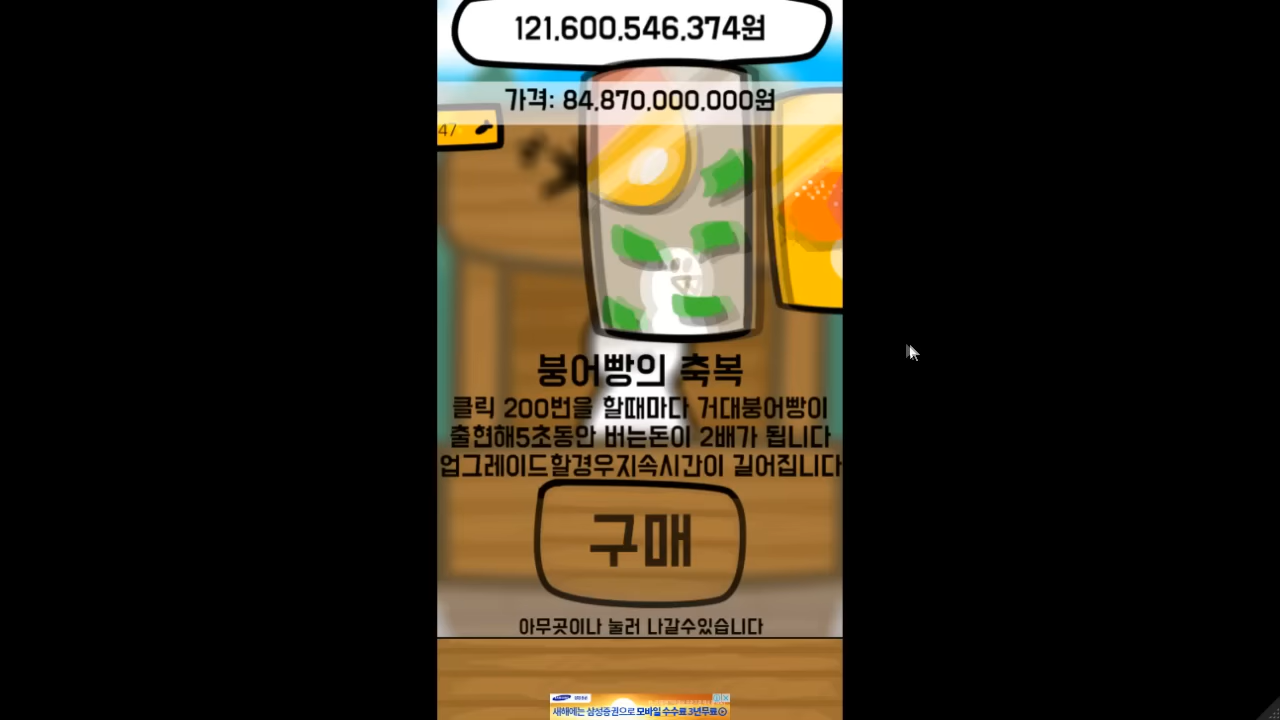 121,600,546,374원
가격: 84,870,000,000원
47
붕어빵의 축복
클릭 200번을 할때마다 거대붕어빵이
출현해5초동안 버는돈이 2배가 됩니다
업그레이드할경우지속시간이 길어집니다
구매
아무곳이나 눌러 나갈수있습니다
새해에는 삼성증권으로 모바일 수수료 3년무료